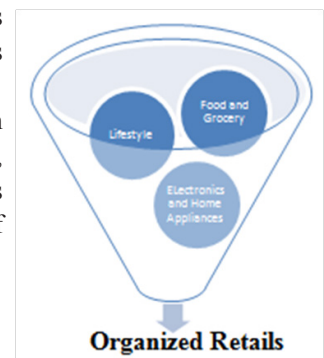 s
s
Food and
Grocery
Lifestyle
n
,
s
f
Electronics
and Home
Appliances
Organized Retails